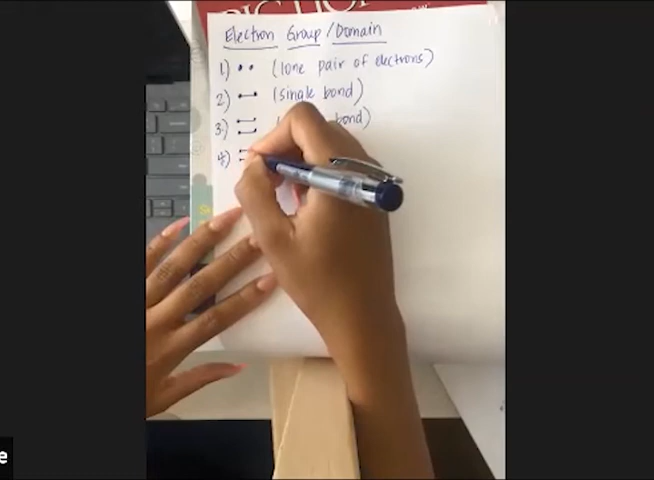 Electron Group / Domain
1) •• (lone pair of electrons)
2) (single bond)
3) bond)
4)
e